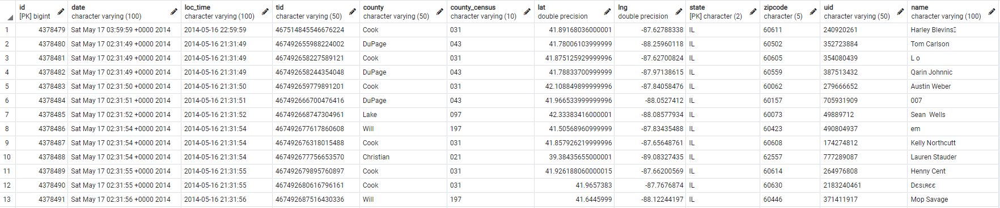 id date loc_time tid county county_census lat lng state zipcode uid name
[PK] bigint character varying (100) character varying (100) character varying (50) character varying (50) character varying (10) double precision double precision [PK] character (2) character (5) character varying (50) character varying (100)
1 4378479 Sat May 17 03:59:59 +0000 2014 2014-05-16 22:59:59 467514845546676224 Cook 031 41.89168036000001 -87.62788338 IL 60611 240920261 Harley Blevins
2 4378480 Sat May 17 02:31:49 +0000 2014 2014-05-16 21:31:49 467492655988224002 DuPage 043 41.78006103999999 -88.25960118 IL 60502 352723884 Tom Carlson
3 4378481 Sat May 17 02:31:49 +0000 2014 2014-05-16 21:31:49 467492658227589121 Cook 031 41.875125929999996 -87.62700824 IL 60605 354080439 L o
4 4378482 Sat May 17 02:31:49 +0000 2014 2014-05-16 21:31:49 467492658244354048 DuPage 043 41.78833700999999 -87.97138615 IL 60559 387513432 Qarin Johnnic
5 4378483 Sat May 17 02:31:50 +0000 2014 2014-05-16 21:31:50 467492659779891201 Cook 031 42.108849899999996 -87.84058476 IL 60062 279666652 Austin Weber
6 4378484 Sat May 17 02:31:51 +0000 2014 2014-05-16 21:31:51 467492666700476416 DuPage 043 41.966533999999996 -88.0527412 IL 60157 705931909 007
7 4378485 Sat May 17 02:31:52 +0000 2014 2014-05-16 21:31:52 467492668747304961 Lake 097 42.33383416000001 -88.08577934 IL 60073 49889712 Sean  Wells
8 4378486 Sat May 17 02:31:54 +0000 2014 2014-05-16 21:31:54 467492677617860608 Will 197 41.50568960999999 -87.83435488 IL 60423 490804937 em
9 4378487 Sat May 17 02:31:54 +0000 2014 2014-05-16 21:31:54 467492676318015488 Cook 031 41.857926219999996 -87.65648761 IL 60608 174274812 Kelly Northcutt
10 4378488 Sat May 17 02:31:54 +0000 2014 2014-05-16 21:31:54 467492677756653570 Christian 021 39.38435655000001 -89.08327435 IL 62557 777289087 Lauren Stauder
11 4378489 Sat May 17 02:31:55 +0000 2014 2014-05-16 21:31:55 467492679895760897 Cook 031 41.926188060000015 -87.66200569 IL 60614 264976808 Henny Cent
12 4378490 Sat May 17 02:31:55 +0000 2014 2014-05-16 21:31:55 467492680616796161 Cook 031 41.9657383 -87.7676874 IL 60630 2183240461 Dєsιяєє
13 4378491 Sat May 17 02:31:56 +0000 2014 2014-05-16 21:31:56 467492687516430336 Will 197 41.6445999 -88.12244197 IL 60446 371411917 Mop Savage